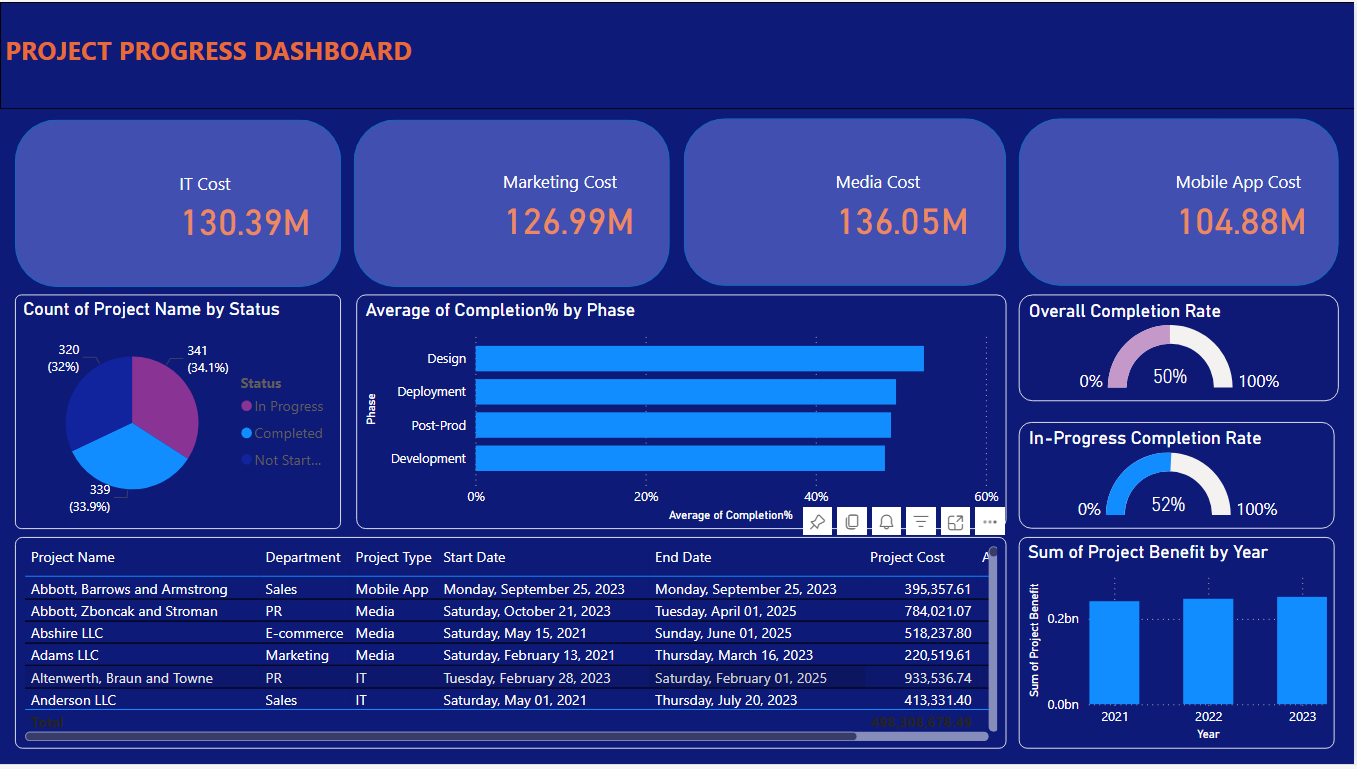 PROJECT PROGRESS DASHBOARD
IT Cost
130.39M
Marketing Cost
126.99M
Media Cost
136.05M
Mobile App Cost
104.88M
Count of Project Name by Status
320
(32%)
341
(34.1%)
339
(33.9%)
Status
In Progress
Completed
Not Start...
Average of Completion% by Phase
Phase
Design
Deployment
Post-Prod
Development
0% 20% 40% 60%
Average of Completion%
Overall Completion Rate
0% 50% 100%
In-Progress Completion Rate
0% 52% 100%
Project Name Department Project Type Start Date End Date Project Cost A
Abbott, Barrows and Armstrong Sales Mobile App Monday, September 25, 2023 Monday, September 25, 2023 395,357.61
Abbott, Zboncak and Stroman PR Media Saturday, October 21, 2023 Tuesday, April 01, 2025 784,021.07
Abshire LLC E-commerce Media Saturday, May 15, 2021 Sunday, June 01, 2025 518,237.80
Adams LLC Marketing Media Saturday, February 13, 2021 Thursday, March 16, 2023 220,519.61
Altenwerth, Braun and Towne PR IT Tuesday, February 28, 2023 Saturday, February 01, 2025 933,536.74
Anderson LLC Sales IT Saturday, May 01, 2021 Thursday, July 20, 2023 413,331.40
Total
Sum of Project Benefit by Year
Sum of Project Benefit
0.2bn
0.0bn
2021 2022 2023
Year